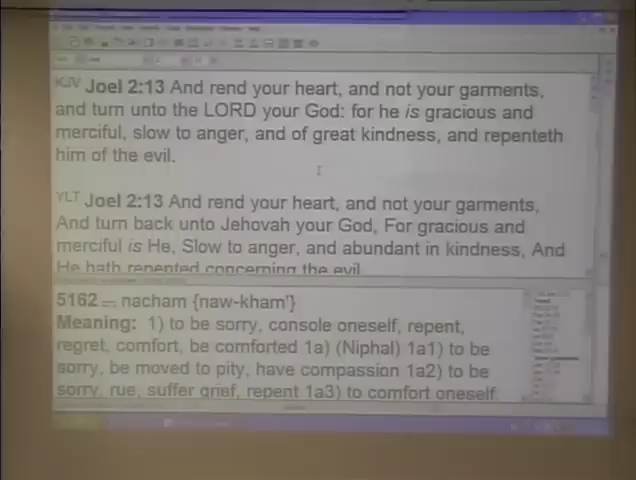 KJV Joel 2:13 And rend your heart, and not your garments,
and turn unto the LORD your God: for he is gracious and
merciful, slow to anger, and of great kindness, and repenteth
him of the evil.
YLT Joel 2:13 And rend your heart, and not your garments,
And turn back unto Jehovah your God, For gracious and
merciful is He, Slow to anger, and abundant in kindness, And
He hath repented concerning the evil
5162 — nacham {naw-kham'}
Meaning: 1) to be sorry, console oneself, repent,
regret, comfort, be comforted 1a) (Niphal) 1a1) to be
sorry, be moved to pity, have compassion 1a2) to be
sorry, rue, suffer grief, repent 1a3) to comfort oneself,